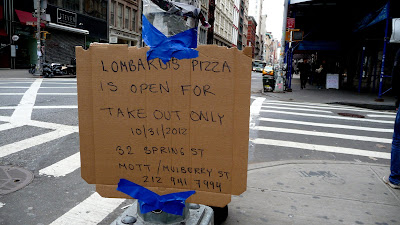 LOMBARDI'S PIZZA
IS OPEN FOR
TAKE OUT ONLY
10/31/2012
32 SPRING ST
MOTT / MULBERRY ST
212 941 7994